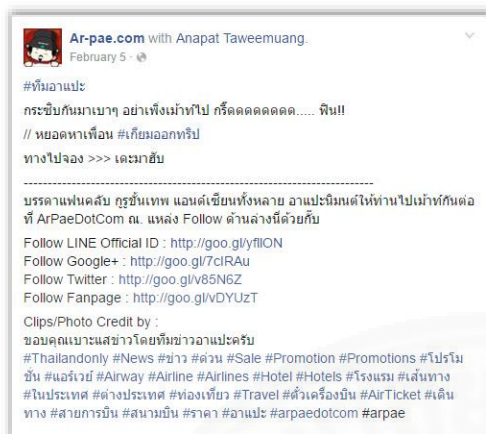 Ar-pae.com with Anapat Taweemuang.
February 5 ·
#ทีมอาแปะ
กระซิบกันมาเบาๆ อย่าเพิ่งเม้าท์ไป กรี๊ดดดดดดดด..... ฟิน!!
// หยอดหาเพื่อน #เกียมออกทริป
ทางไปจอง >>> เดะมาฮับ
--------------------------------------------------------------------------
บรรดาแฟนคลับ กูรูขั้นเทพ แอนด์เซียนทั้งหลาย อาแปะนิมนต์ให้ท่านไปเม้าท์กันต่อ
ที่ ArPaeDotCom ณ. แหล่ง Follow ด้านล่างนี้ด้วยกั๊บ
Follow LINE Official ID : http://goo.gl/yfllON
Follow Google+ : http://goo.gl/7cIRAu
Follow Twitter : http://goo.gl/v85N6Z
Follow Fanpage : http://goo.gl/vDYUzT
Clips/Photo Credit by :
ขอบคุณเบาะแสข่าวโดยทีมข่าวอาแปะครับ
#Thailandonly #News #ข่าว #ด่วน #Sale #Promotion #Promotions #โปรโม
ชั่น #แอร์เวย์ #Airway #Airline #Airlines #Hotel #Hotels #โรงแรม #เส้นทาง
#ในประเทศ #ต่างประเทศ #ท่องเที่ยว #Travel #ตั๋วเครื่องบิน #AirTicket #เดิน
ทาง #สายการบิน #สนามบิน #ราคา #อาแปะ #arpaedotcom #arpae